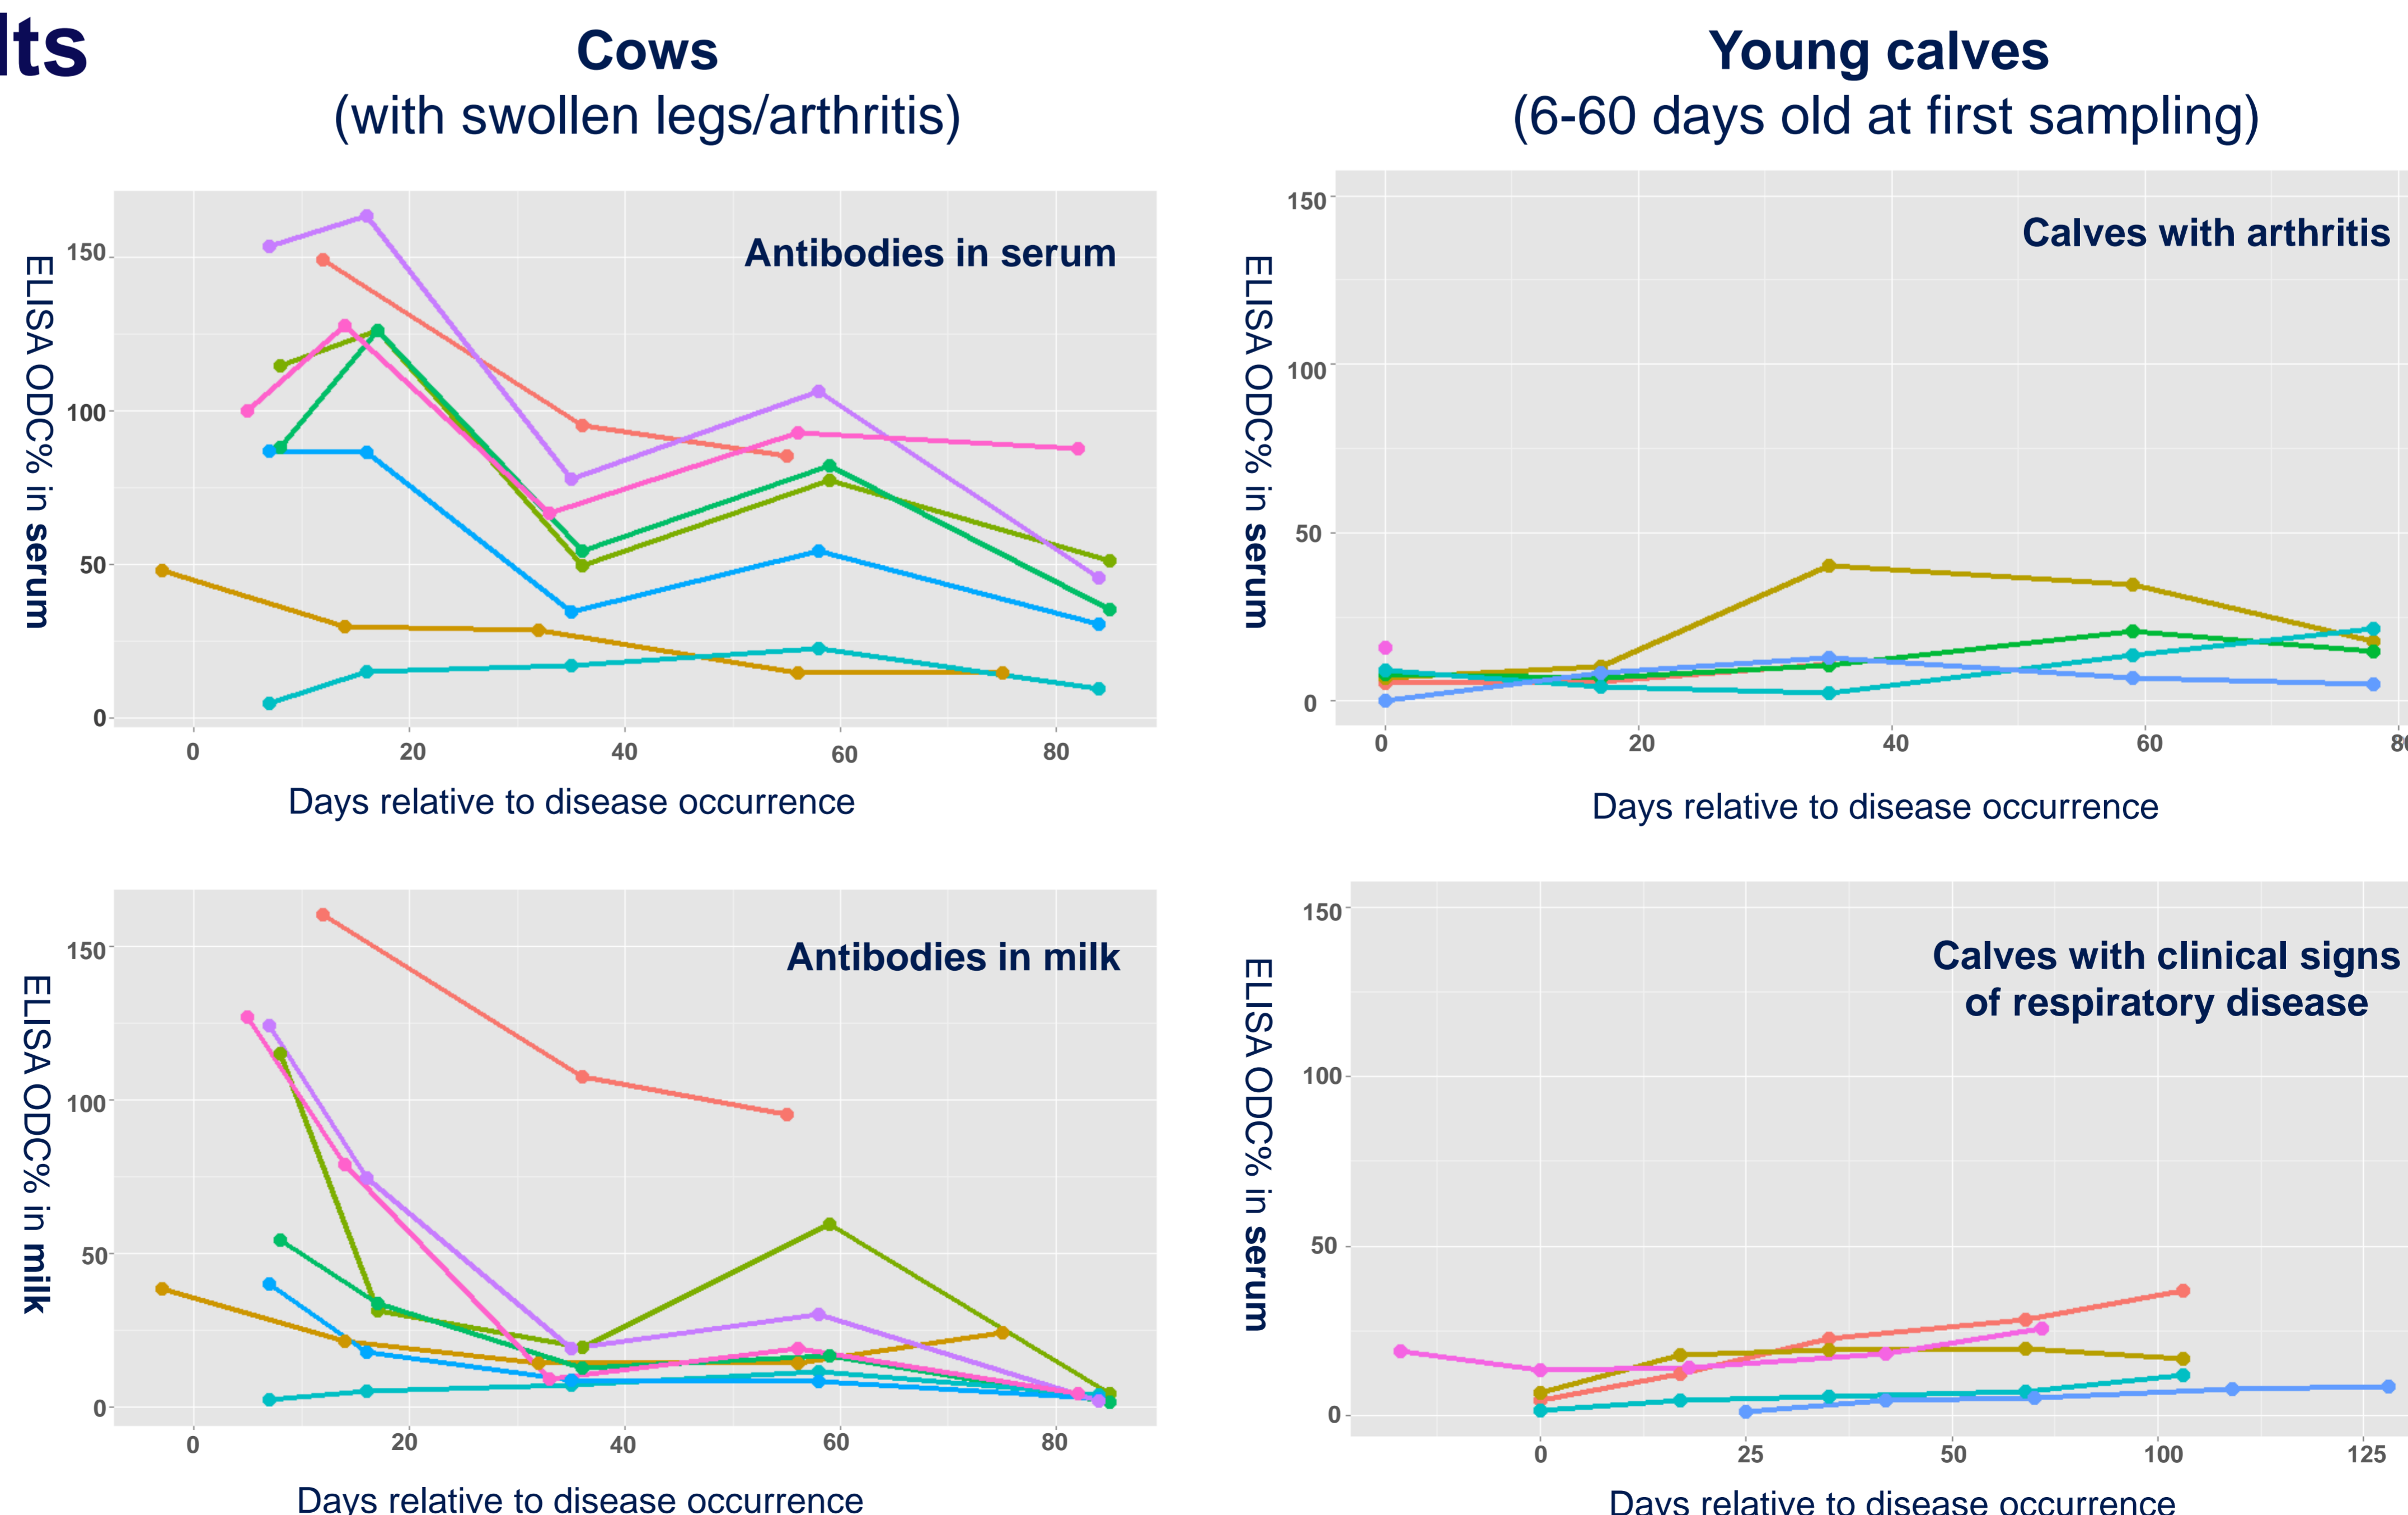 lts
Cows
(with swollen legs/arthritis)
Young calves
(6-60 days old at first sampling)
ELISA ODC% in serum
150
100
50
0
Antibodies in serum
0 20 40 60 80
Days relative to disease occurrence
ELISA ODC% in serum
150
100
50
0
Calves with arthritis
0 20 40 60 80
Days relative to disease occurrence
ELISA ODC% in milk
150
100
50
0
Antibodies in milk
0 20 40 60 80
Days relative to disease occurrence
ELISA ODC% in serum
150
100
50
0
Calves with clinical signs
of respiratory disease
0 25 50 100 125
Days relative to disease occurrence